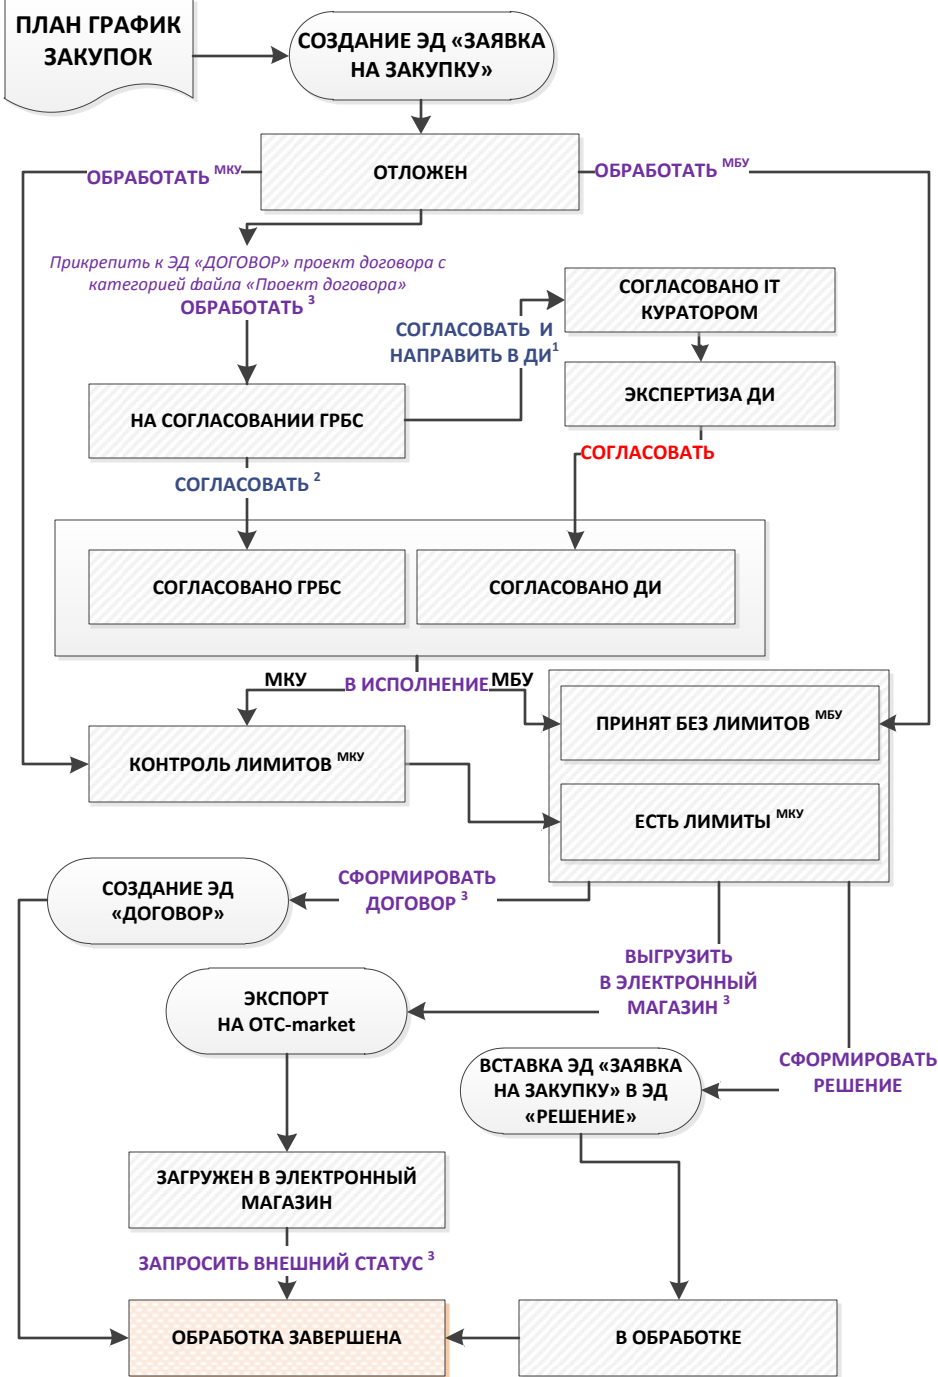 ПЛАН ГРАФИК
ЗАКУПОК
СОЗДАНИЕ ЭД «ЗАЯВКА
НА ЗАКУПКУ»
ОБРАБОТАТЬ МКУ
ОТЛОЖЕН
ОБРАБОТАТЬ МБУ
Прикрепить к ЭД «ДОГОВОР» проект договора с
категорией файла «Проект договора»
ОБРАБОТАТЬ 3
СОГЛАСОВАНО IT
КУРАТОРОМ
СОГЛАСОВАТЬ И
НАПРАВИТЬ В ДИ1
ЭКСПЕРТИЗА ДИ
НА СОГЛАСОВАНИИ ГРБС
СОГЛАСОВАТЬ
СОГЛАСОВАТЬ 2
СОГЛАСОВАНО ГРБС
СОГЛАСОВАНО ДИ
МКУ
В ИСПОЛНЕНИЕ
МБУ
ПРИНЯТ БЕЗ ЛИМИТОВ МБУ
КОНТРОЛЬ ЛИМИТОВ МКУ
ЕСТЬ ЛИМИТЫ МКУ
СОЗДАНИЕ ЭД
«ДОГОВОР»
СФОРМИРОВАТЬ
ДОГОВОР 3
ВЫГРУЗИТЬ
В ЭЛЕКТРОННЫЙ
МАГАЗИН 3
ЭКСПОРТ
НА ОТС-market
СФОРМИРОВАТЬ
РЕШЕНИЕ
ВСТАВКА ЭД «ЗАЯВКА
НА ЗАКУПКУ» В ЭД
«РЕШЕНИЕ»
ЗАГРУЖЕН В ЭЛЕКТРОННЫЙ
МАГАЗИН
ЗАПРОСИТЬ ВНЕШНИЙ СТАТУС 3
ОБРАБОТКА ЗАВЕРШЕНА
В ОБРАБОТКЕ